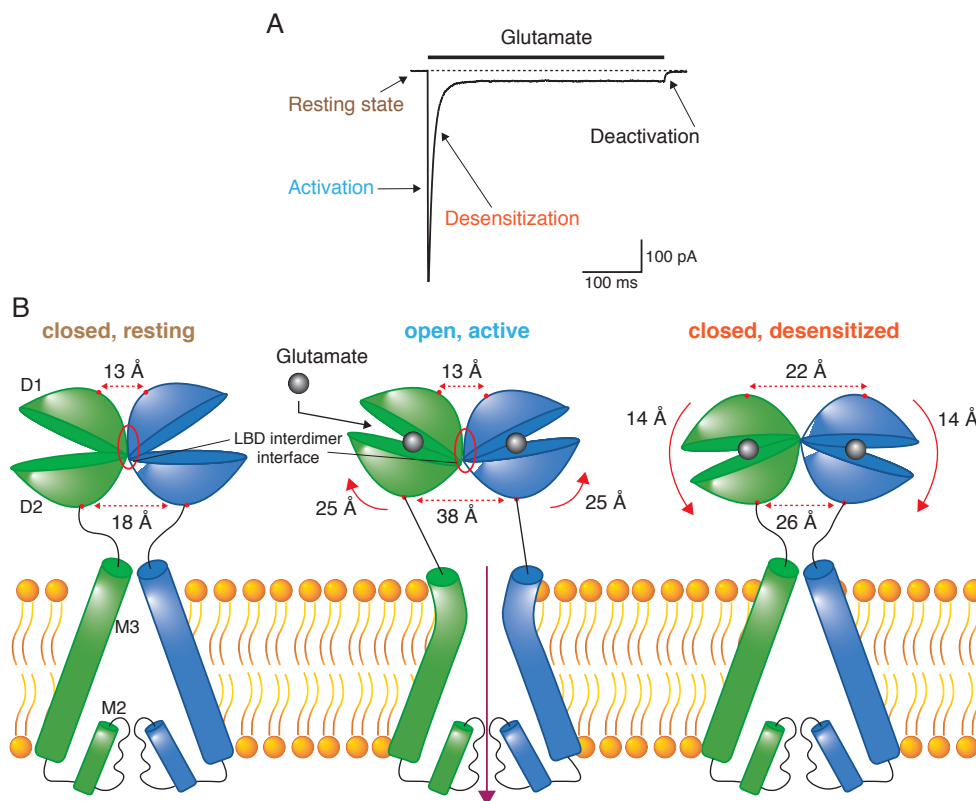 A
Glutamate
Resting state
Deactivation
Activation
Desensitization
100 pA
100 ms
B
closed, resting
open, active
closed, desensitized
Glutamate
13 Å
13 Å
22 Å
D1
14 Å
14 Å
LBD interdimer
interface
D2
18 Å
25 Å
38 Å
25 Å
26 Å
M3
M2